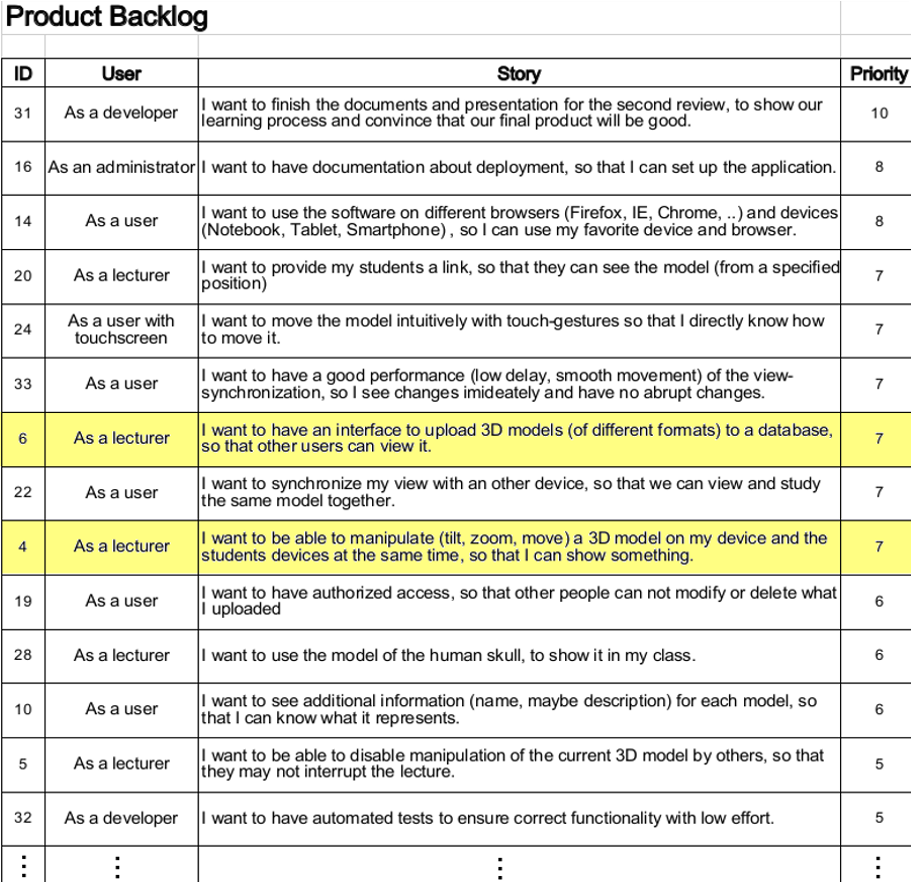 Product Backlog
ID User Story Priority
31 As a developer I want to finish the documents and presentation for the second review, to show our
learning process and convince that our final product will be good. 10
16 As an administrator I want to have documentation about deployment, so that I can set up the application. 8
14 As a user I want to use the software on different browsers (Firefox, IE, Chrome, ..) and devices
(Notebook, Tablet, Smartphone) , so I can use my favorite device and browser. 8
20 As a lecturer I want to provide my students a link, so that they can see the model (from a specified
position) 7
24 As a user with
touchscreen I want to move the model intuitively with touch-gestures so that I directly know how
to move it. 7
33 As a user I want to have a good performance (low delay, smooth movement) of the view-
synchronization, so I see changes imideately and have no abrupt changes. 7
6 As a lecturer I want to have an interface to upload 3D models (of different formats) to a database,
so that other users can view it. 7
22 As a user I want to synchronize my view with an other device, so that we can view and study
the same model together. 7
4 As a lecturer I want to be able to manipulate (tilt, zoom, move) a 3D model on my device and the
students devices at the same time, so that I can show something. 7
19 As a user I want to have authorized access, so that other people can not modify or delete what
I uploaded 6
28 As a lecturer I want to use the model of the human skull, to show it in my class. 6
10 As a user I want to see additional information (name, maybe description) for each model, so
that I can know what it represents. 6
5 As a lecturer I want to be able to disable manipulation of the current 3D model by others, so that
they may not interrupt the lecture. 5
32 As a developer I want to have automated tests to ensure correct functionality with low effort. 5
⋮ ⋮ ⋮ ⋮